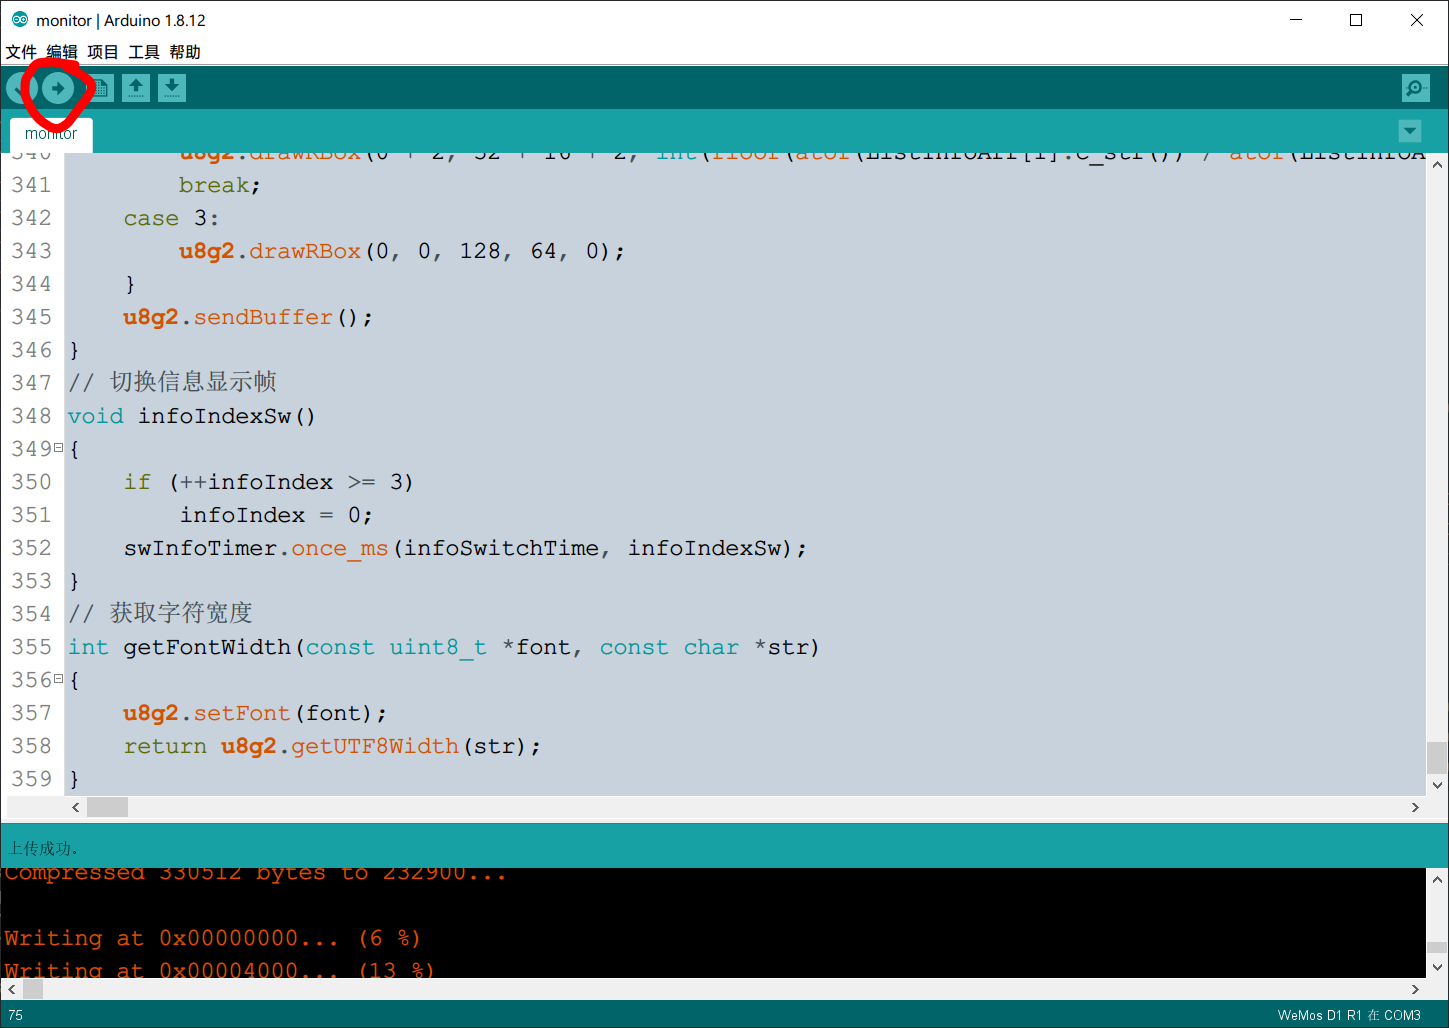 monitor | Arduino 1.8.12
文件 编辑 项目 工具 帮助
monitor
340 u8g2.drawRBox(0 + 2, 32 + 16 + 2, int(floor(atof(ListInfoArr[1].c_str()) / atof(ListInfoA
341 break;
342 case 3:
343 u8g2.drawRBox(0, 0, 128, 64, 0);
344 }
345 u8g2.sendBuffer();
346 }
347 // 切换信息显示帧
348 void infoIndexSw()
349 {
350 if (++infoIndex >= 3)
351 infoIndex = 0;
352 swInfoTimer.once_ms(infoSwitchTime, infoIndexSw);
353 }
354 // 获取字符宽度
355 int getFontWidth(const uint8_t *font, const char *str)
356 {
357 u8g2.setFont(font);
358 return u8g2.getUTF8Width(str);
359 }
上传成功。
Compressed 330512 bytes to 232900...
Writing at 0x00000000... (6 %)
Writing at 0x00004000... (13 %)
75 WeMos D1 R1 在 COM3